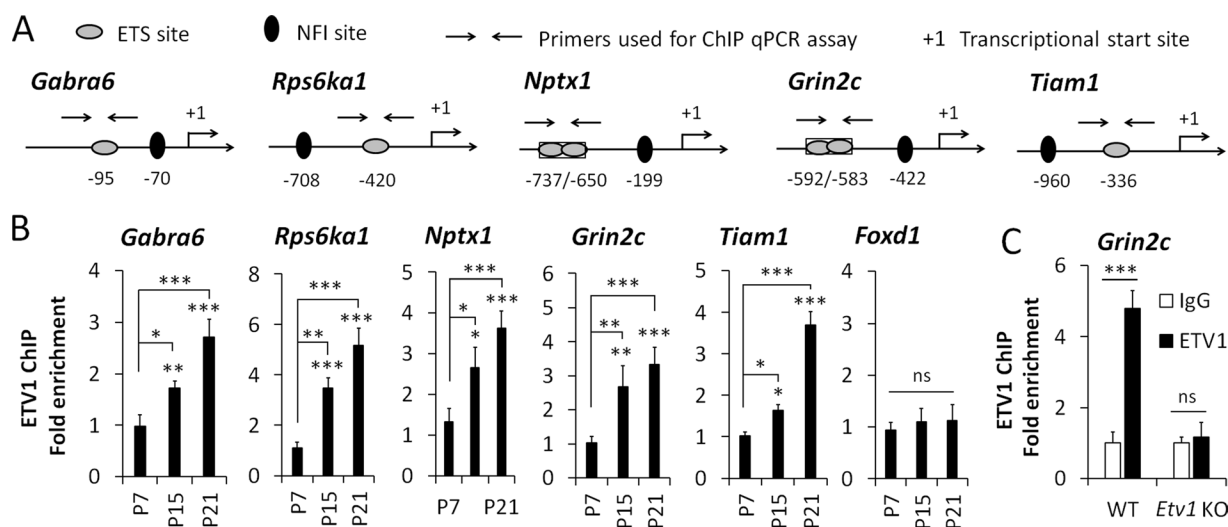 A
ETS site
NFI site
Primers used for ChIP qPCR assay
+1 Transcriptional start site
Gabra6
Rps6ka1
Nptx1
Grin2c
Tiam1
+1
+1
+1
+1
+1
-95
-70
-708
-420
-737/-650
-199
-592/-583
-422
-960
-336
B
ETV1 ChIP
Fold enrichment
Gabra6
4
3
2
1
0
***
*
**
***
P7
P15
P21
Rps6ka1
8
6
4
2
0
***
**
***
***
P7
P15
P21
Nptx1
5
4
3
2
1
0
***
*
*
***
P7
P21
Grin2c
6
5
4
3
2
1
0
***
**
**
***
P7
P15
P21
Tiam1
5
4
3
2
1
0
***
*
*
***
P7
P15
P21
Foxd1
5
4
3
2
1
0
ns
P7
P15
P21
C
Grin2c
ETV1 ChIP
Fold enrichment
6
4
2
0
***
ns
IgG
ETV1
WT
Etv1 KO